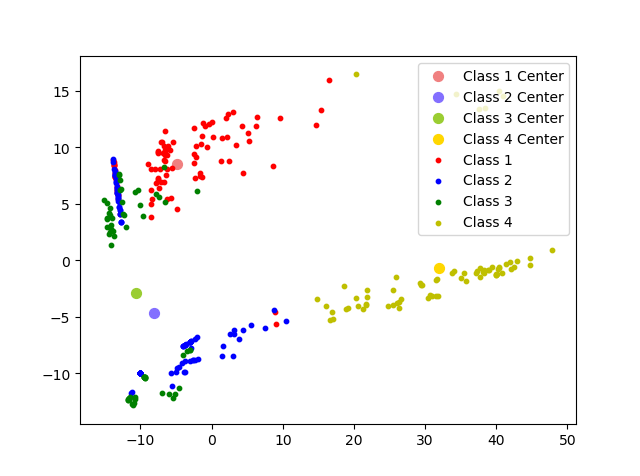 Class 1 Center
Class 2 Center
Class 3 Center
Class 4 Center
Class 1
Class 2
Class 3
Class 4
15
10
5
0
−5
−10
−10
0
10
20
30
40
50